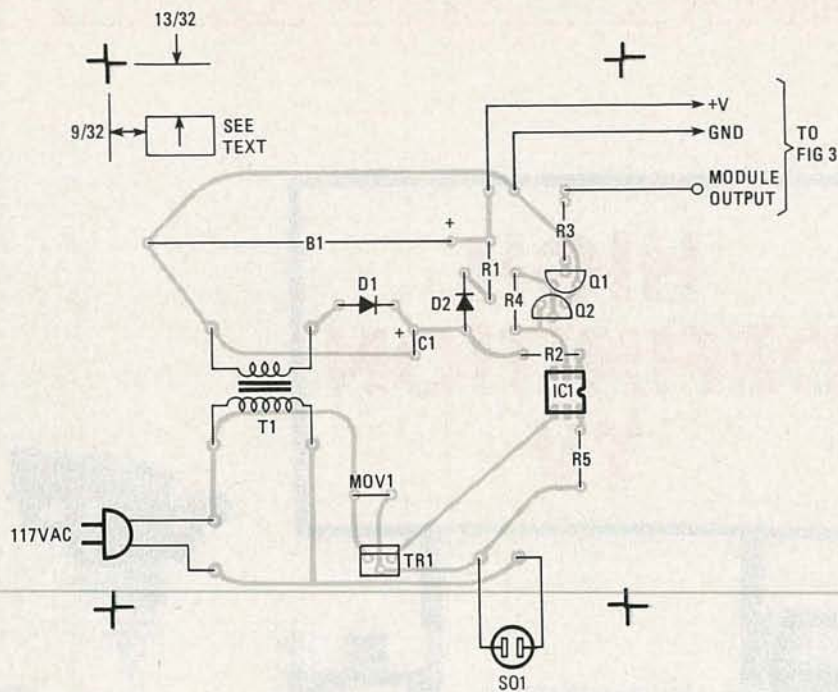 13/32
9/32
SEE
TEXT
+V
GND
TO
FIG 3
MODULE
OUTPUT
+
B1
R3
R1
Q1
D1
D2
R4
Q2
+
C1
R2
IC1
T1
R5
MOV1
117VAC
TR1
SO1